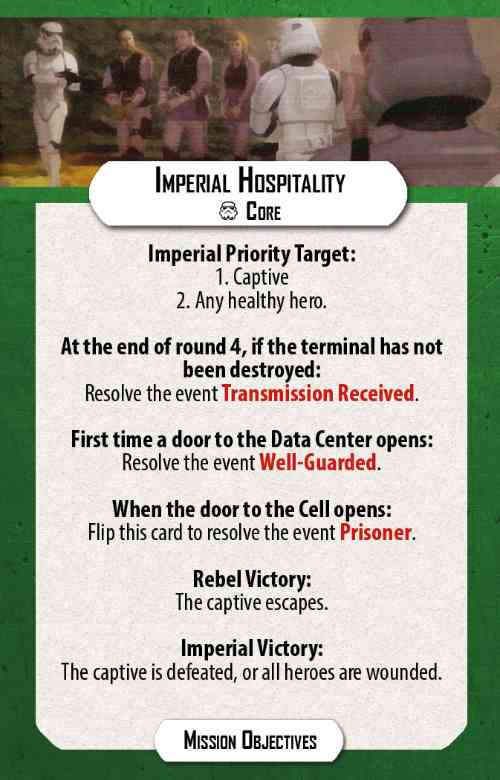 Imperial Hospitality
Core
Imperial Priority Target:
1. Captive
2. Any healthy hero.
At the end of round 4, if the terminal has not
been destroyed:
Resolve the event Transmission Received.
First time a door to the Data Center opens:
Resolve the event Well-Guarded.
When the door to the Cell opens:
Flip this card to resolve the event Prisoner.
Rebel Victory:
The captive escapes.
Imperial Victory:
The captive is defeated, or all heroes are wounded.
Mission Objectives